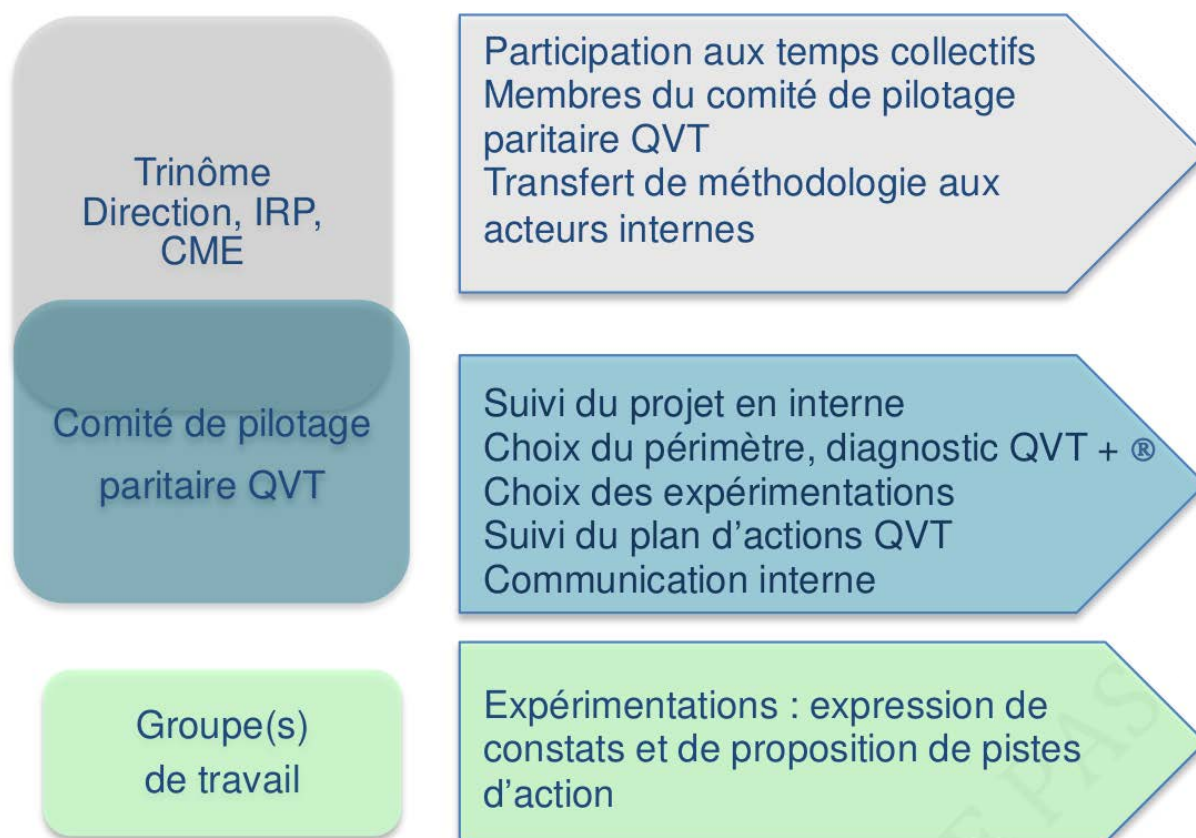 Trinôme
Direction, IRP,
CME
Participation aux temps collectifs
Membres du comité de pilotage
paritaire QVT
Transfert de méthodologie aux
acteurs internes
Comité de pilotage
paritaire QVT
Suivi du projet en interne
Choix du périmètre, diagnostic QVT + ®
Choix des expérimentations
Suivi du plan d’actions QVT
Communication interne
Groupe(s)
de travail
Expérimentations : expression de
constats et de proposition de pistes
d’action
E PAS